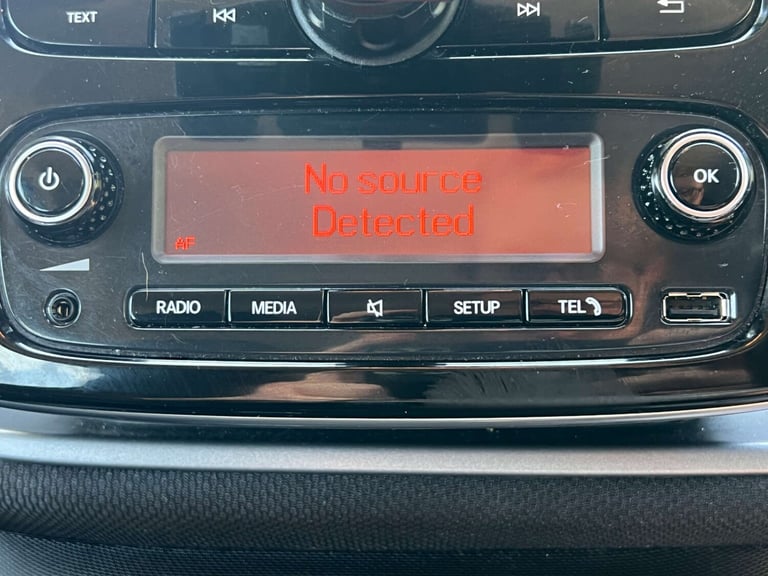 TEXT
No source
Detected
AF
OK
RADIO MEDIA SETUP TEL